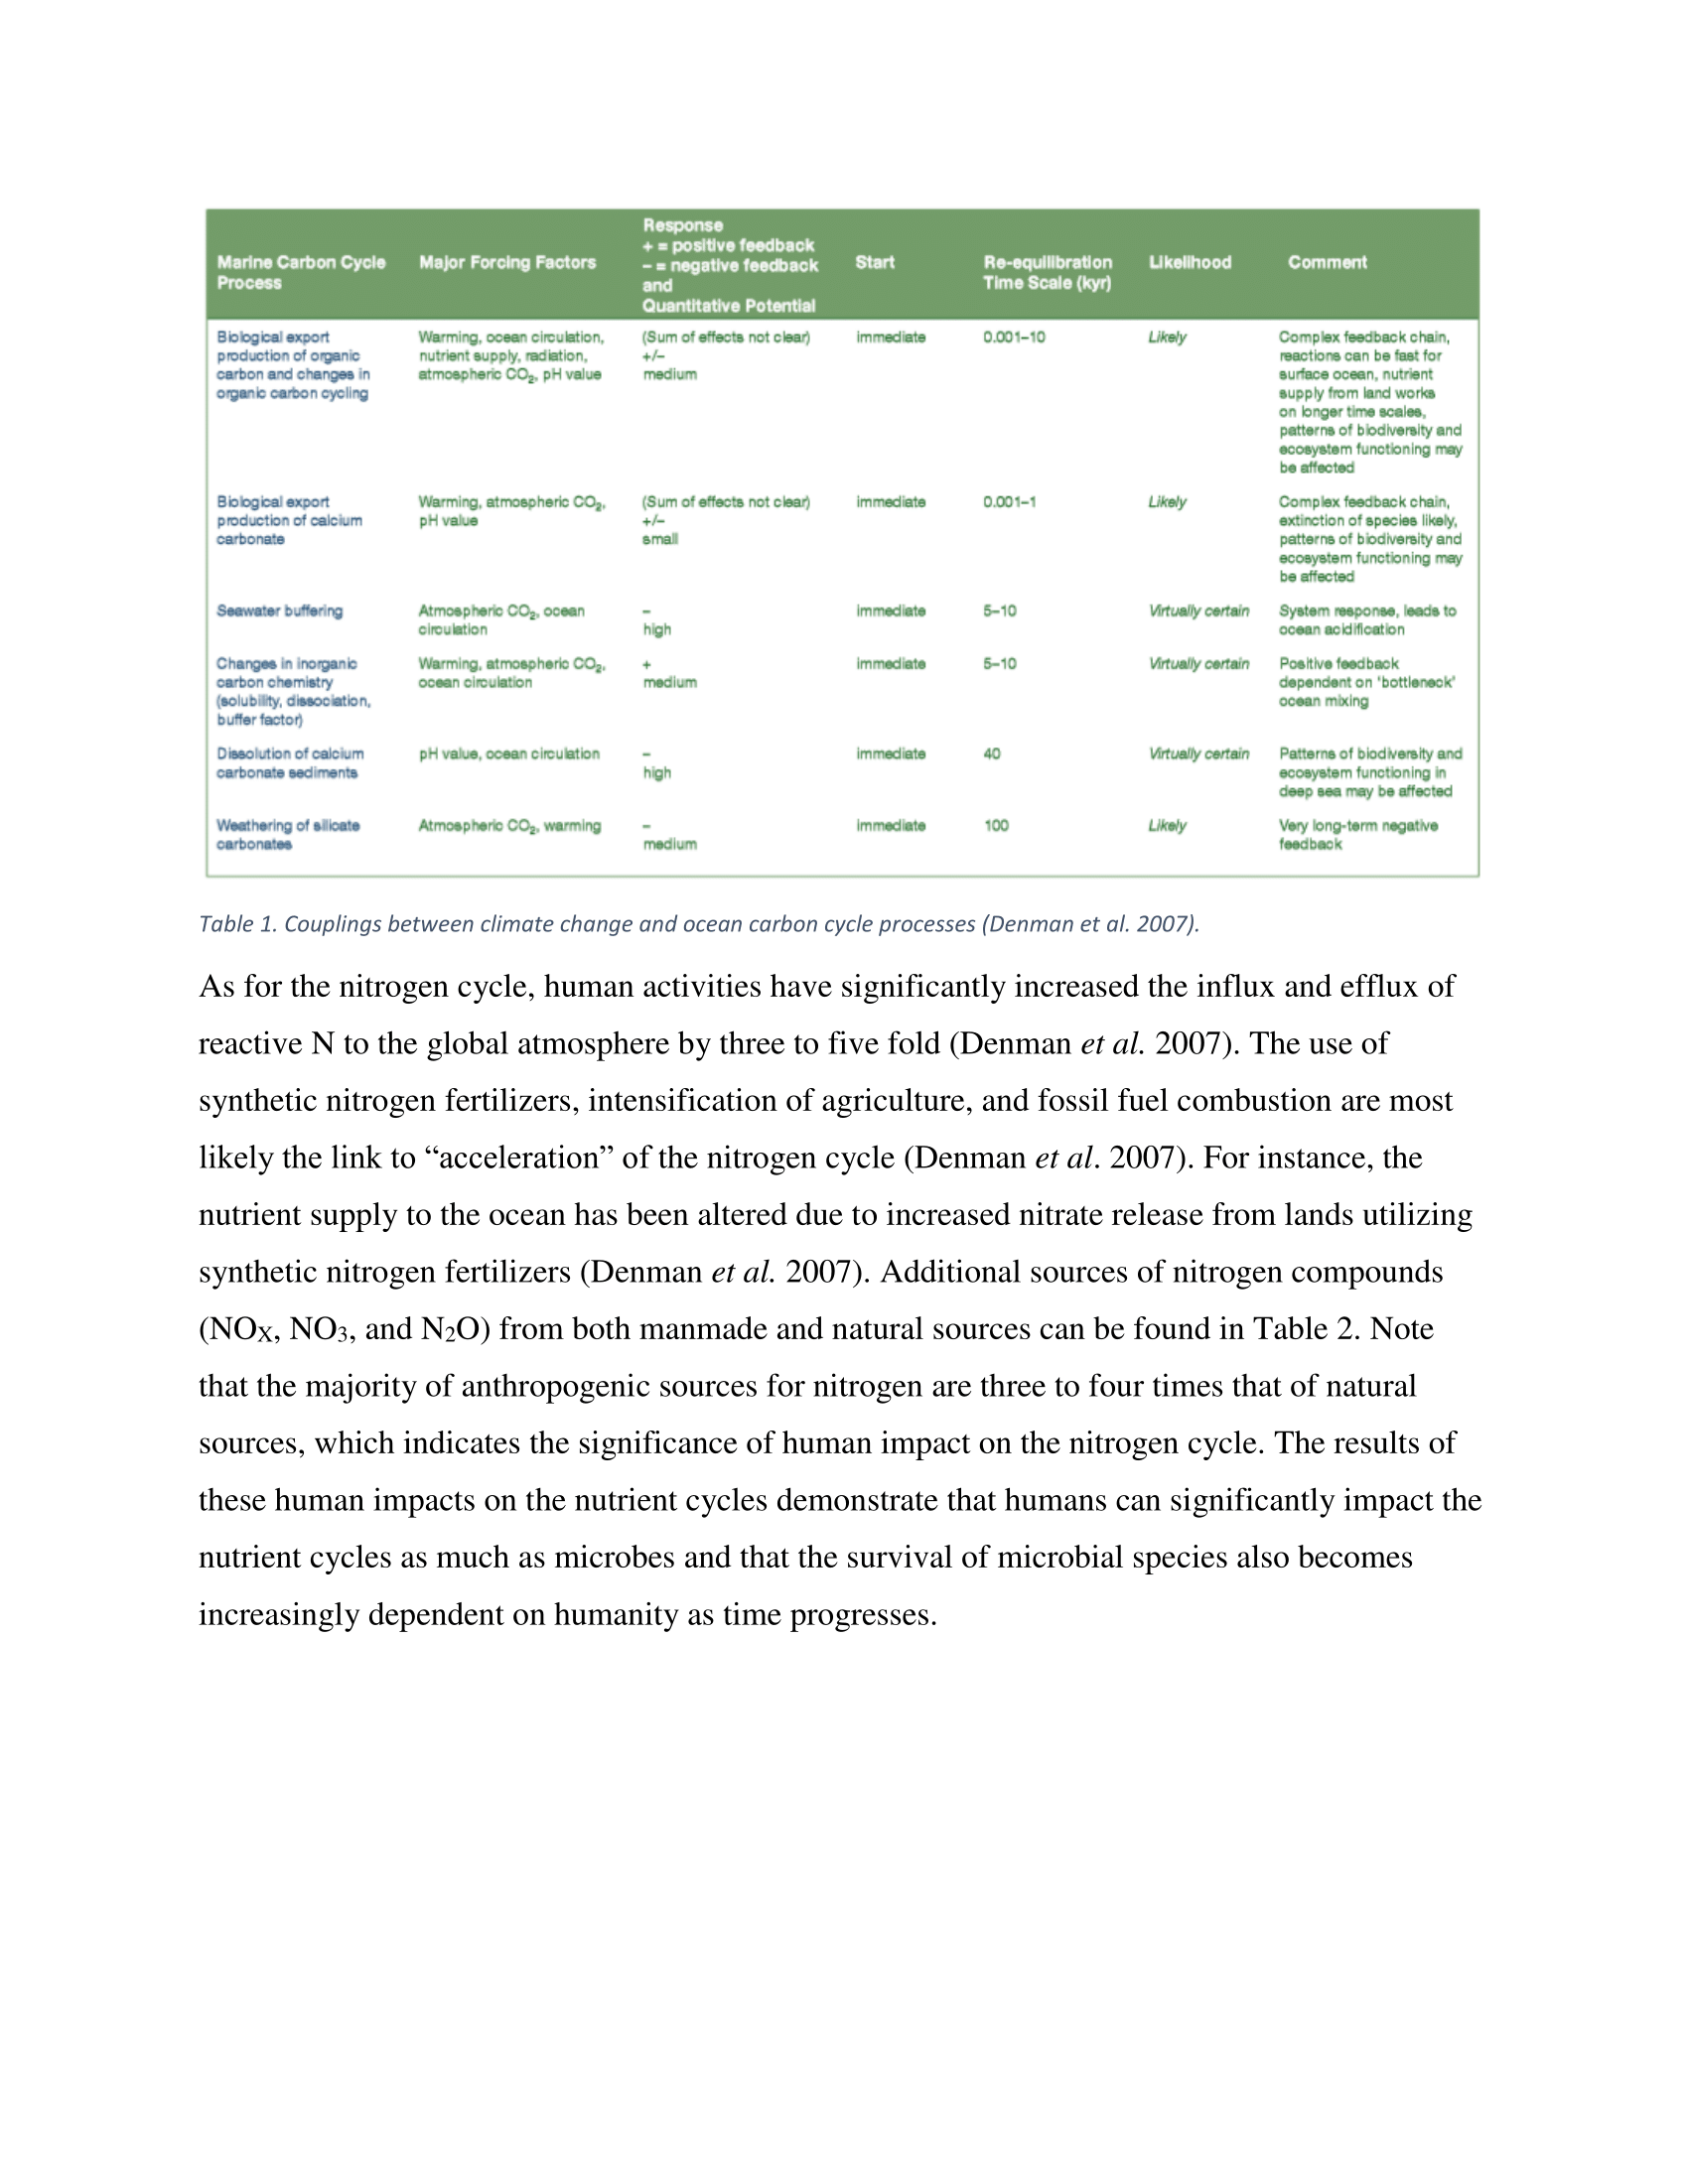 Marine Carbon Cycle Process
Major Forcing Factors
Response
+ = positive feedback
– = negative feedback
and
Quantitative Potential
Start
Re-equilibration
Time Scale (kyr)
Likelihood
Comment
Biological export
production of organic
carbon and changes in
organic carbon cycling
Warming, ocean circulation,
nutrient supply, radiation,
atmospheric CO₂, pH value
(Sum of effects not clear)
+/–
medium
immediate
0.001–10
Likely
Complex feedback chain,
reactions can be fast for
surface ocean, nutrient
supply from land works
on longer time scales,
patterns of biodiversity and
ecosystem functioning may
be affected
Biological export
production of calcium
carbonate
Warming, atmospheric CO₂,
pH value
(Sum of effects not clear)
+/–
small
immediate
0.001–1
Likely
Complex feedback chain,
extinction of species likely,
patterns of biodiversity and
ecosystem functioning may
be affected
Seawater buffering
Atmospheric CO₂, ocean
circulation
–
high
immediate
5–10
Virtually certain
System response, leads to
ocean acidification
Changes in inorganic
carbon chemistry
(solubility, dissociation,
buffer factor)
Warming, atmospheric CO₂,
ocean circulation
+
medium
immediate
5–10
Virtually certain
Positive feedback
dependent on ‘bottleneck’
ocean mixing
Dissolution of calcium
carbonate sediments
pH value, ocean circulation
–
high
immediate
40
Virtually certain
Patterns of biodiversity and
ecosystem functioning in
deep sea may be affected
Weathering of silicate
carbonates
Atmospheric CO₂, warming
–
medium
immediate
100
Likely
Very long-term negative
feedback
Table 1. Couplings between climate change and ocean carbon cycle processes (Denman et al. 2007).
As for the nitrogen cycle, human activities have significantly increased the influx and efflux of
reactive N to the global atmosphere by three to five fold (Denman et al. 2007). The use of
synthetic nitrogen fertilizers, intensification of agriculture, and fossil fuel combustion are most
likely the link to “acceleration” of the nitrogen cycle (Denman et al. 2007). For instance, the
nutrient supply to the ocean has been altered due to increased nitrate release from lands utilizing
synthetic nitrogen fertilizers (Denman et al. 2007). Additional sources of nitrogen compounds
(NOX, NO₃, and N₂O) from both manmade and natural sources can be found in Table 2. Note
that the majority of anthropogenic sources for nitrogen are three to four times that of natural
sources, which indicates the significance of human impact on the nitrogen cycle. The results of
these human impacts on the nutrient cycles demonstrate that humans can significantly impact the
nutrient cycles as much as microbes and that the survival of microbial species also becomes
increasingly dependent on humanity as time progresses.